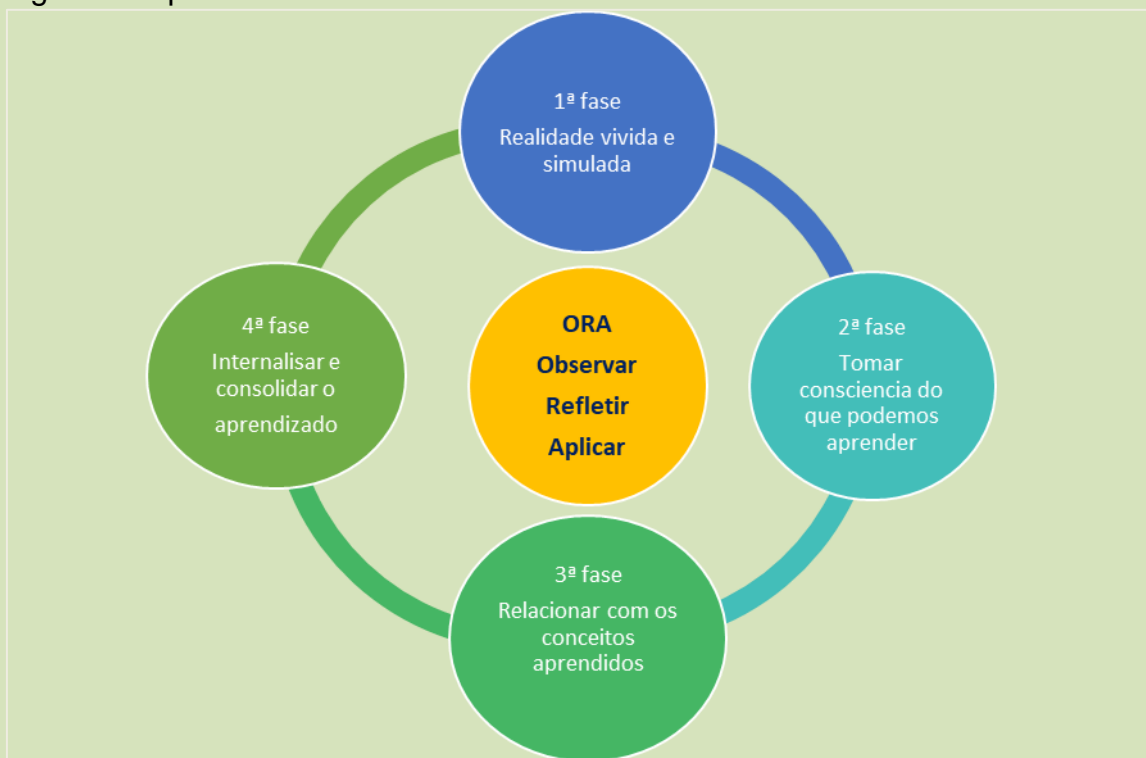 1ª fase
Realidade vivida e
simulada
2ª fase
Tomar
consciencia do
que podemos
aprender
3ª fase
Relacionar com os
conceitos
aprendidos
4ª fase
Internalisar e
consolidar o
aprendizado
ORA
Observar
Refletir
Aplicar